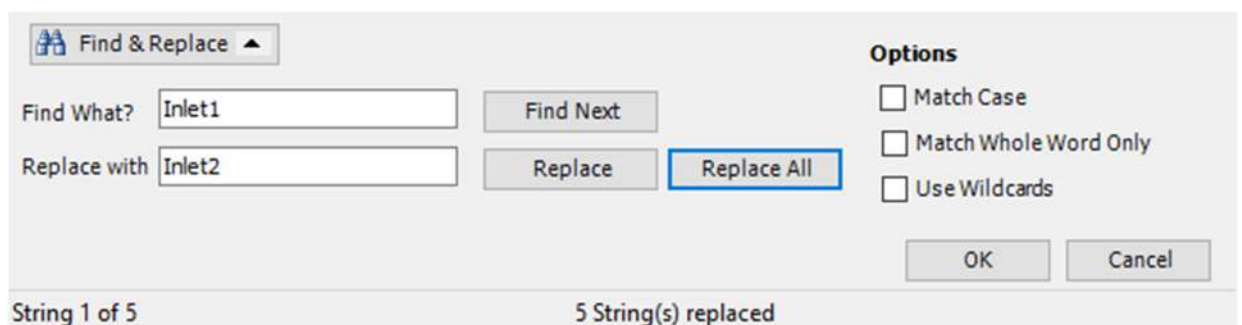 Find & Replace
Options
Find What? Inlet1 Find Next
Match Case
Replace with Inlet2 Replace Replace All
Match Whole Word Only
Use Wildcards
OK Cancel
String 1 of 5 5 String(s) replaced